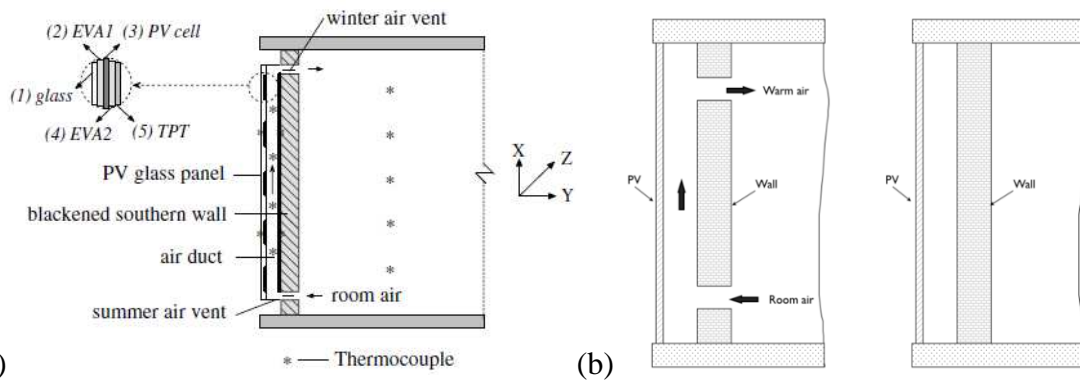 winter air vent
(2) EVA1 (3) PV cell
(1) glass
(4) EVA2 (5) TPT
X
Z
Y
PV glass panel
blackened southern wall
air duct
room air
summer air vent
* — Thermocouple
)
(b)
Warm air
PV
Wall
Room air
PV
Wall